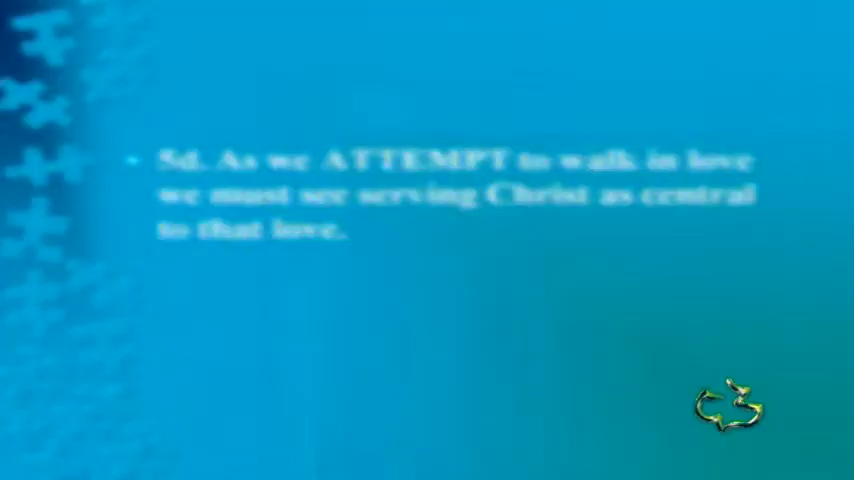 5d. As we ATTEMPT to walk in love
we must see serving Christ as central
to that love.